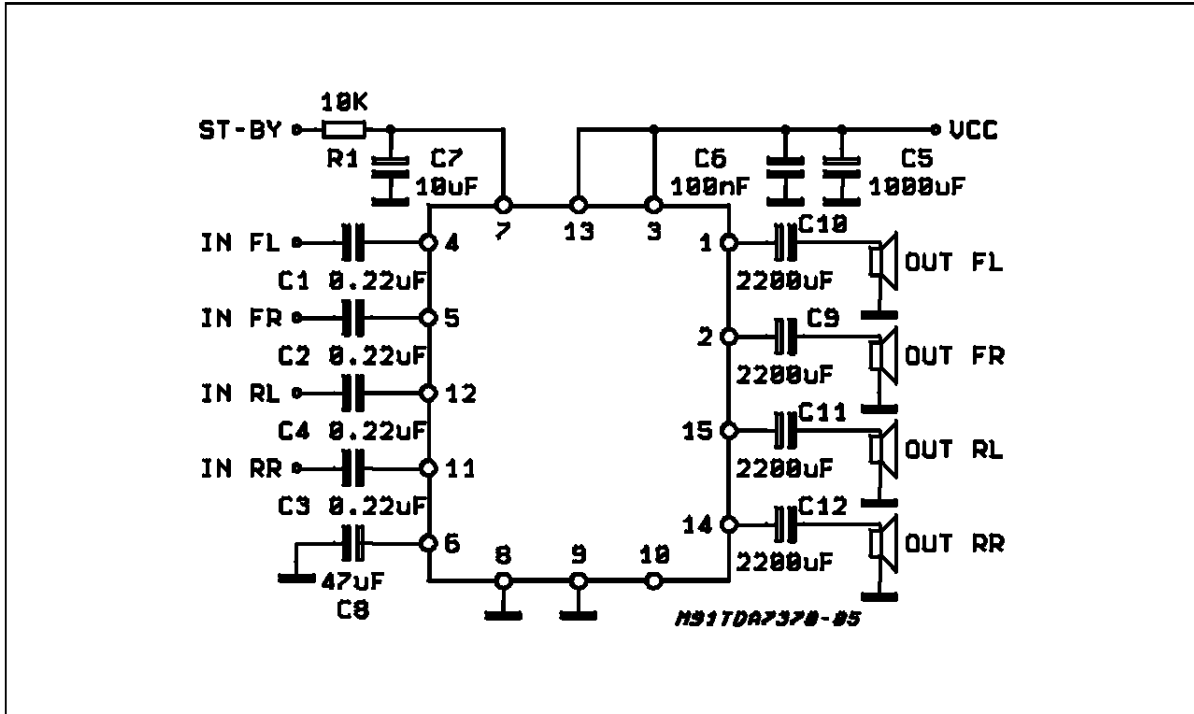 10K
ST-BY
R1
C7
10uF
C6
100nF
C5
1000uF
VCC
7
13
3
IN FL
C1 0.22uF
4
IN FR
C2 0.22uF
5
IN RL
C4 0.22uF
12
IN RR
C3 0.22uF
11
47uF
C8
6
8
9
10
1
C10
2200uF
OUT FL
2
C9
2200uF
OUT FR
15
C11
2200uF
OUT RL
14
C12
2200uF
OUT RR
M91TDA7370-05